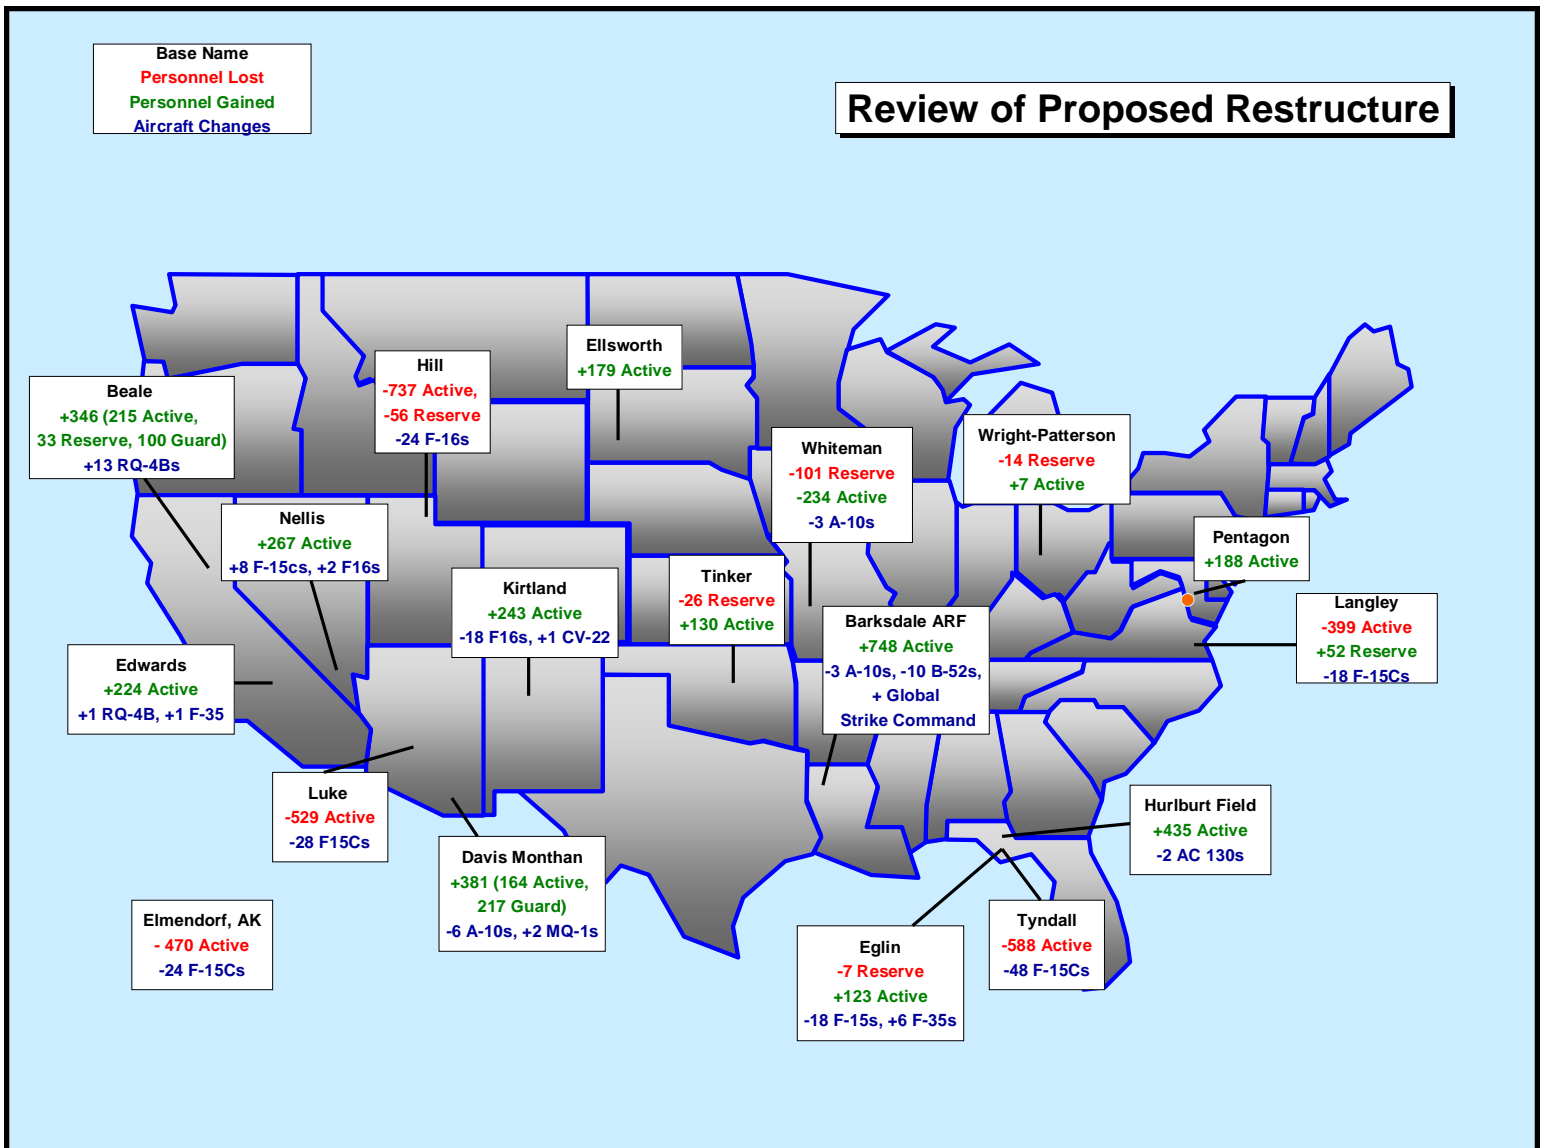 Base Name
Personnel Lost
Personnel Gained
Aircraft Changes
Review of Proposed Restructure
Ellsworth
+179 Active
Hill
-737 Active,
-56 Reserve
-24 F-16s
Beale
+346 (215 Active,
33 Reserve, 100 Guard)
+13 RQ-4Bs
Whiteman
-101 Reserve
-234 Active
-3 A-10s
Wright-Patterson
-14 Reserve
+7 Active
Nellis
+267 Active
+8 F-15cs, +2 F16s
Pentagon
+188 Active
Kirtland
+243 Active
-18 F16s, +1 CV-22
Tinker
-26 Reserve
+130 Active
Langley
-399 Active
+52 Reserve
-18 F-15Cs
Barksdale ARF
+748 Active
-3 A-10s, -10 B-52s,
+ Global
Strike Command
Edwards
+224 Active
+1 RQ-4B, +1 F-35
Luke
-529 Active
-28 F15Cs
Hurlburt Field
+435 Active
-2 AC 130s
Davis Monthan
+381 (164 Active,
217 Guard)
-6 A-10s, +2 MQ-1s
Elmendorf, AK
- 470 Active
-24 F-15Cs
Tyndall
-588 Active
-48 F-15Cs
Eglin
-7 Reserve
+123 Active
-18 F-15s, +6 F-35s